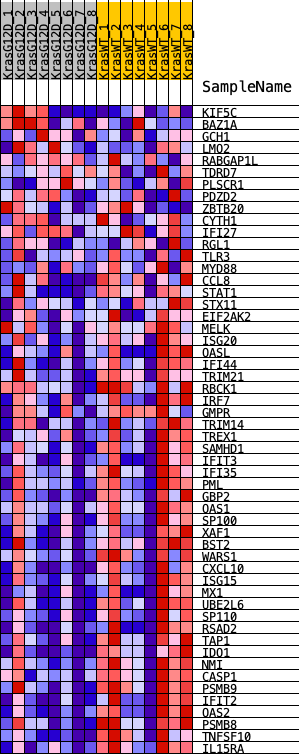 KrasG12D_1
KrasG12D_2
KrasG12D_3
KrasG12D_4
KrasG12D_5
KrasG12D_6
KrasG12D_7
KrasG12D_8
KrasWT_1
KrasWT_2
KrasWT_3
KrasWT_4
KrasWT_5
KrasWT_6
KrasWT_7
KrasWT_8
SampleName
KIF5C
BAZ1A
GCH1
LMO2
RABGAP1L
TDRD7
PLSCR1
PDZD2
ZBTB20
CYTH1
IFI27
RGL1
TLR3
MYD88
CCL8
STAT1
STX11
EIF2AK2
MELK
ISG20
OASL
IFI44
TRIM21
RBCK1
IRF7
GMPR
TRIM14
TREX1
SAMHD1
IFIT3
IFI35
PML
GBP2
OAS1
SP100
XAF1
BST2
WARS1
CXCL10
ISG15
MX1
UBE2L6
SP110
RSAD2
TAP1
IDO1
NMI
CASP1
PSMB9
IFIT2
OAS2
PSMB8
TNFSF10
IL15RA